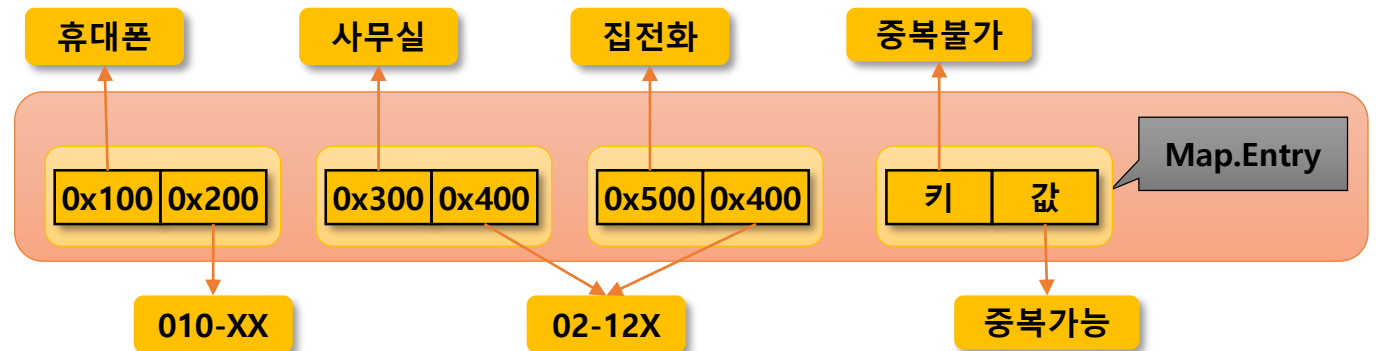 휴대폰
사무실
집전화
중복불가
Map.Entry
0x100 0x200
0x300 0x400
0x500 0x400
키 값
010-XX
02-12X
중복가능